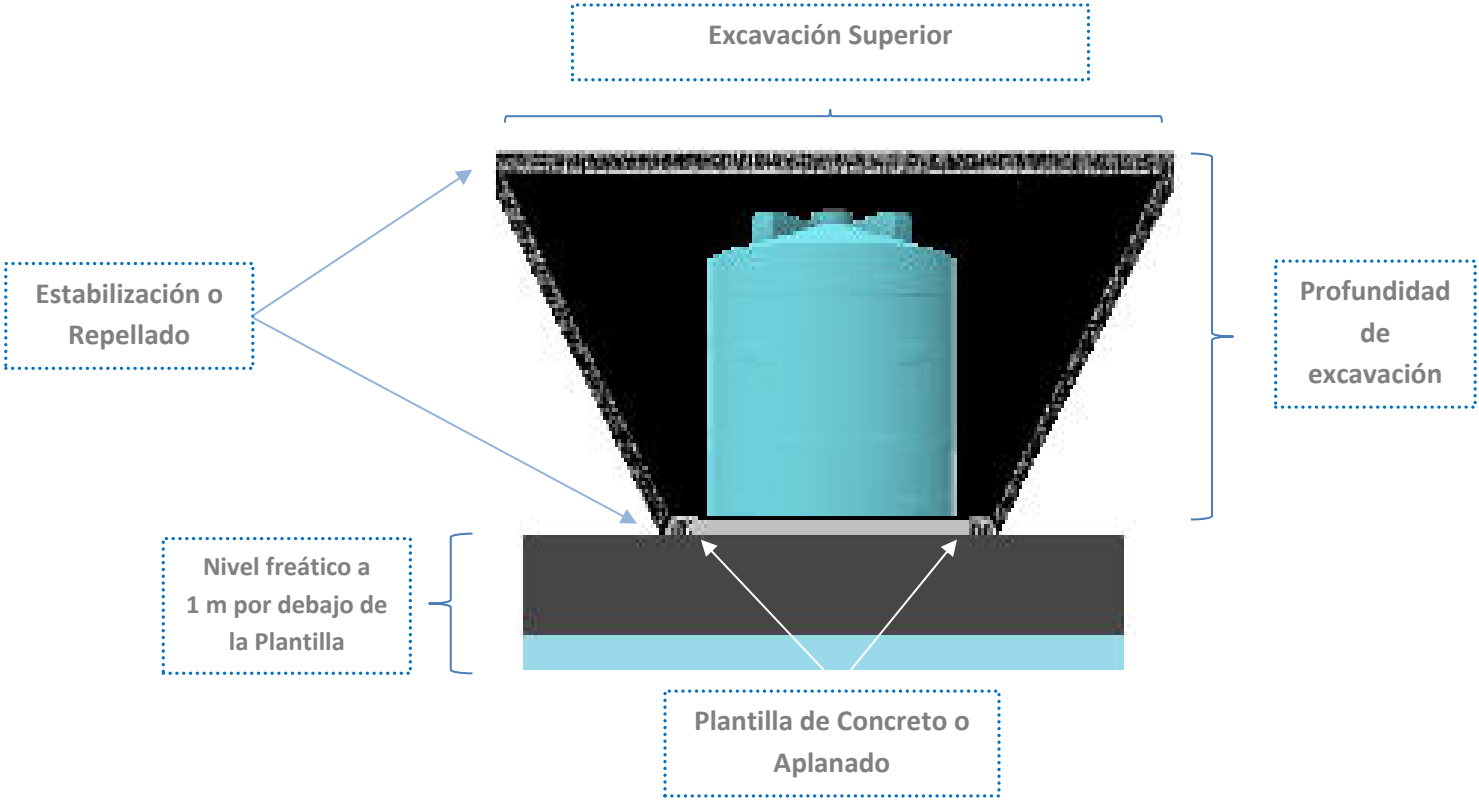 Excavación Superior
Estabilización o
Repellado
Profundidad
de
excavación
Nivel freático a
1 m por debajo de
la Plantilla
Plantilla de Concreto o
Aplanado